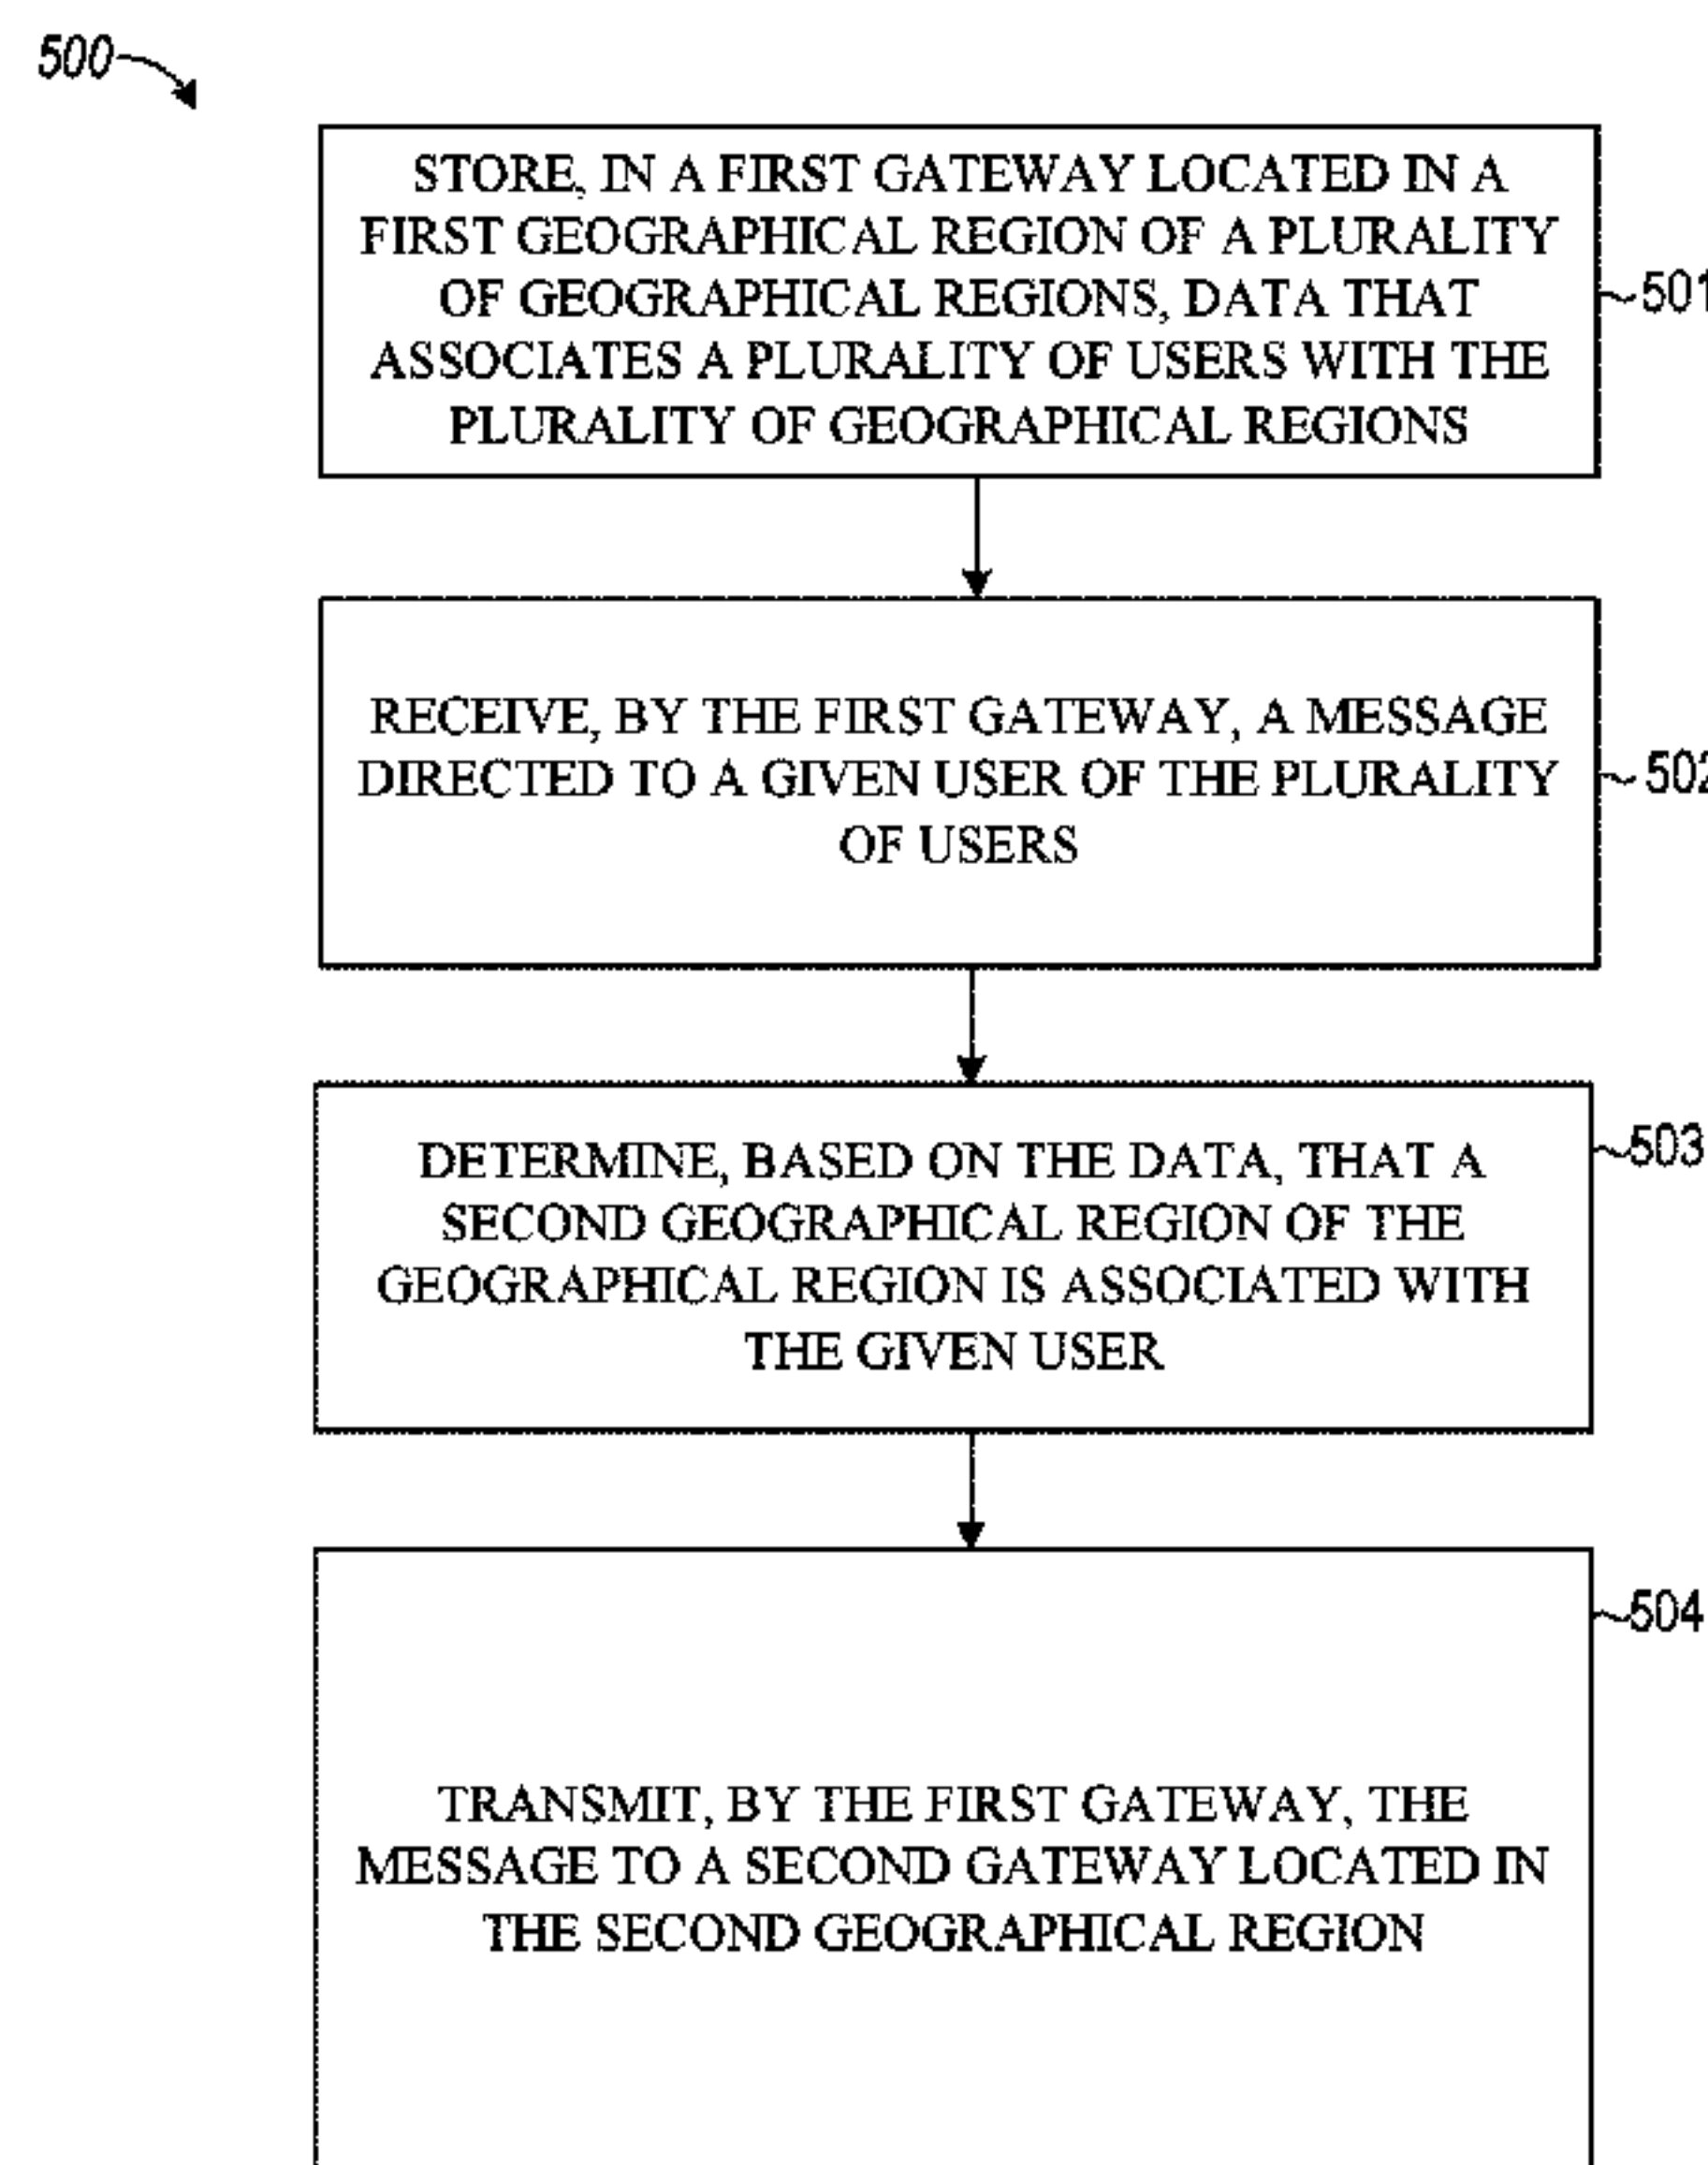 500
STORE, IN A FIRST GATEWAY LOCATED IN A
FIRST GEOGRAPHICAL REGION OF A PLURALITY
OF GEOGRAPHICAL REGIONS, DATA THAT
ASSOCIATES A PLURALITY OF USERS WITH THE
PLURALITY OF GEOGRAPHICAL REGIONS
501
RECEIVE, BY THE FIRST GATEWAY, A MESSAGE
DIRECTED TO A GIVEN USER OF THE PLURALITY
OF USERS
502
DETERMINE, BASED ON THE DATA, THAT A
SECOND GEOGRAPHICAL REGION OF THE
GEOGRAPHICAL REGION IS ASSOCIATED WITH
THE GIVEN USER
503
TRANSMIT, BY THE FIRST GATEWAY, THE
MESSAGE TO A SECOND GATEWAY LOCATED IN
THE SECOND GEOGRAPHICAL REGION
504